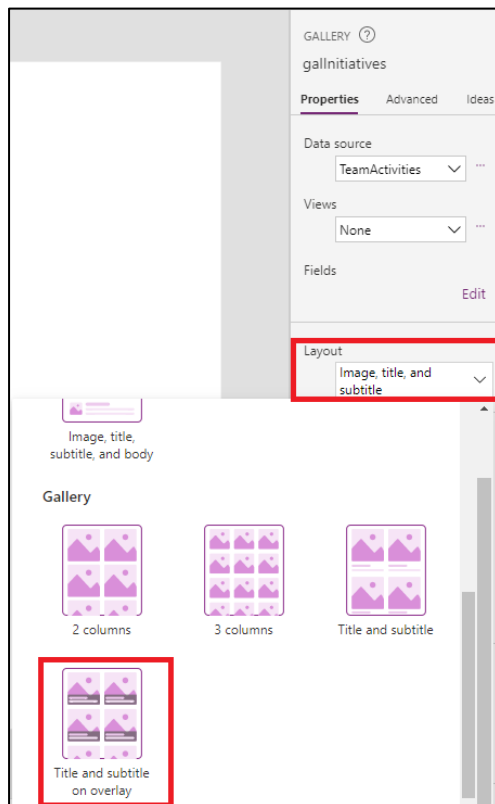 GALLERY ?
galInitiatives
Properties Advanced Ideas
Data source
TeamActivities
Views
None
Fields
Edit
Layout
Image, title, and
subtitle
Image, title,
subtitle, and body
Gallery
2 columns 3 columns Title and subtitle
Title and subtitle
on overlay